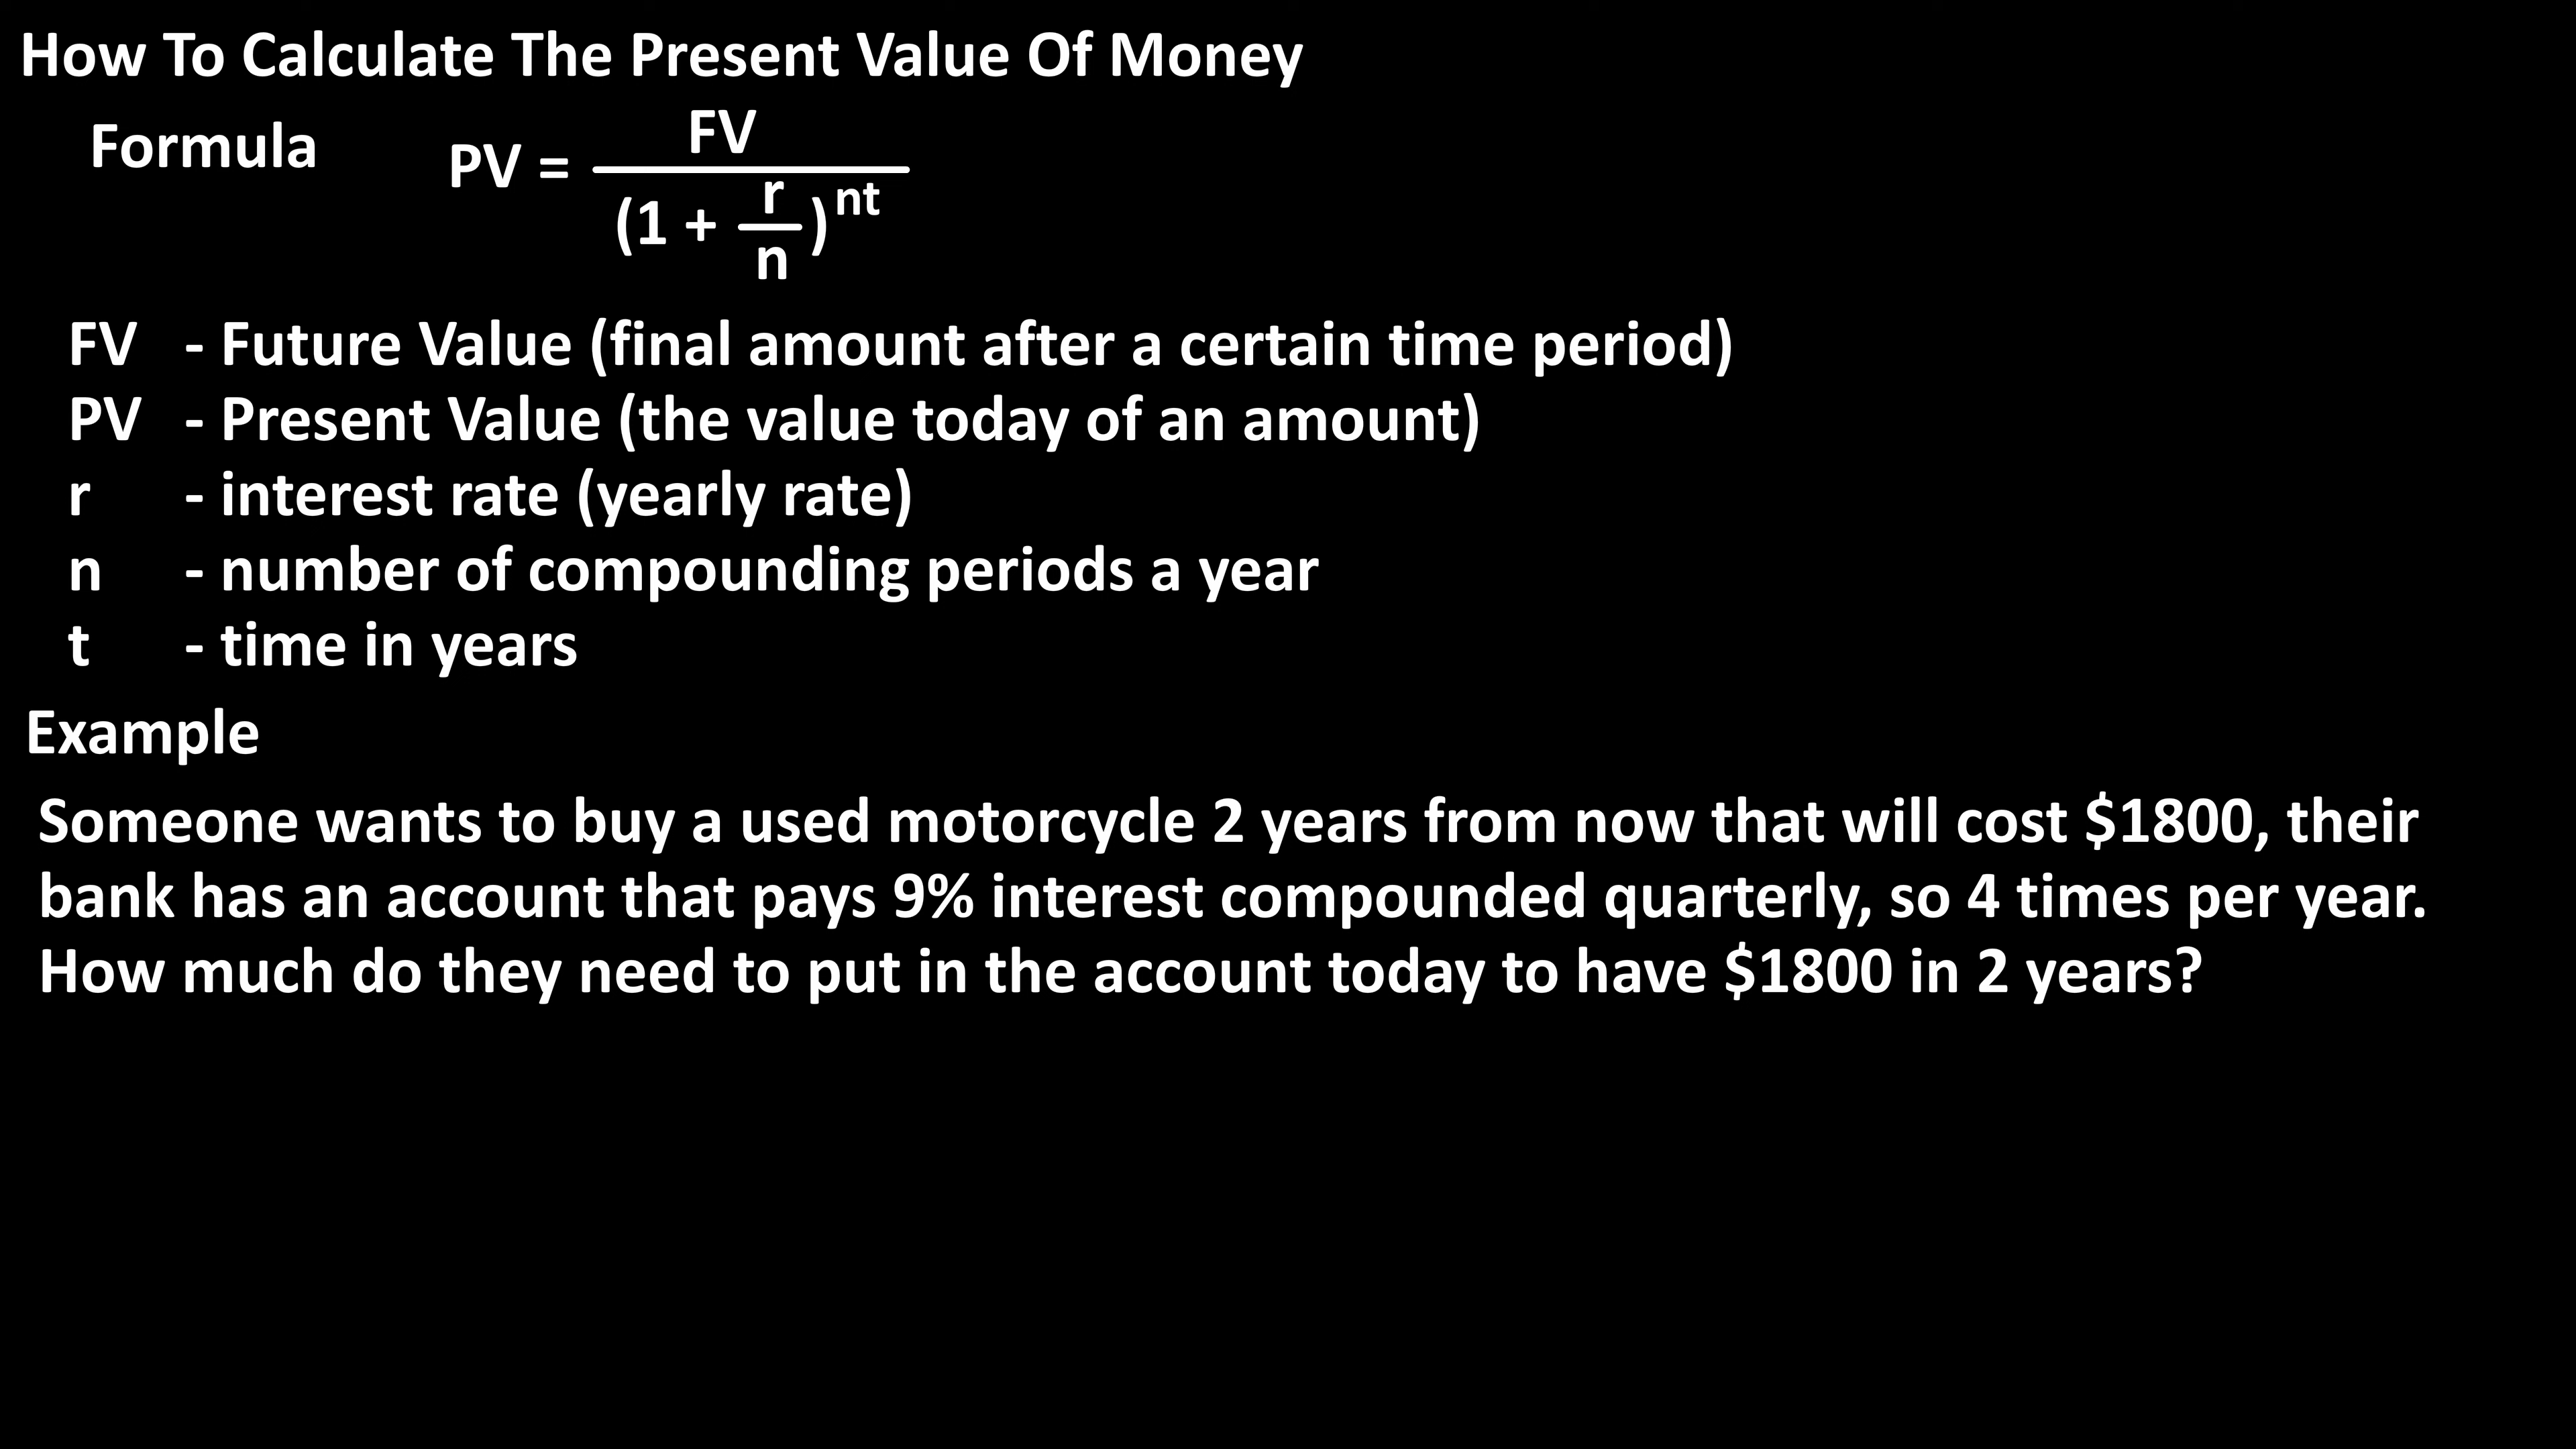 How To Calculate The Present Value Of Money
Formula PV = FV
(1 + r/n)^nt
FV - Future Value (final amount after a certain time period)
PV - Present Value (the value today of an amount)
r - interest rate (yearly rate)
n - number of compounding periods a year
t - time in years
Example
Someone wants to buy a used motorcycle 2 years from now that will cost $1800, their
bank has an account that pays 9% interest compounded quarterly, so 4 times per year.
How much do they need to put in the account today to have $1800 in 2 years?